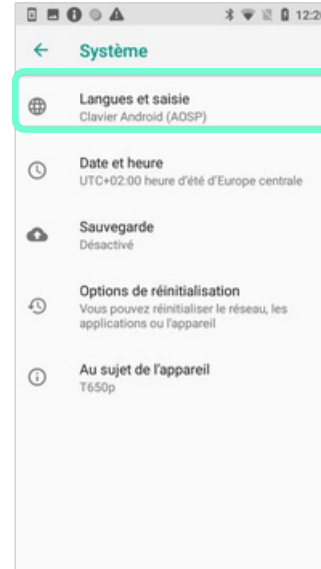 12:20
Système
Langues et saisie
Clavier Android (AOSP)
Date et heure
UTC+02:00 heure d'été d'Europe centrale
Sauvegarde
Désactivé
Options de réinitialisation
Vous pouvez réinitialiser le réseau, les
applications ou l'appareil
Au sujet de l'appareil
T650p